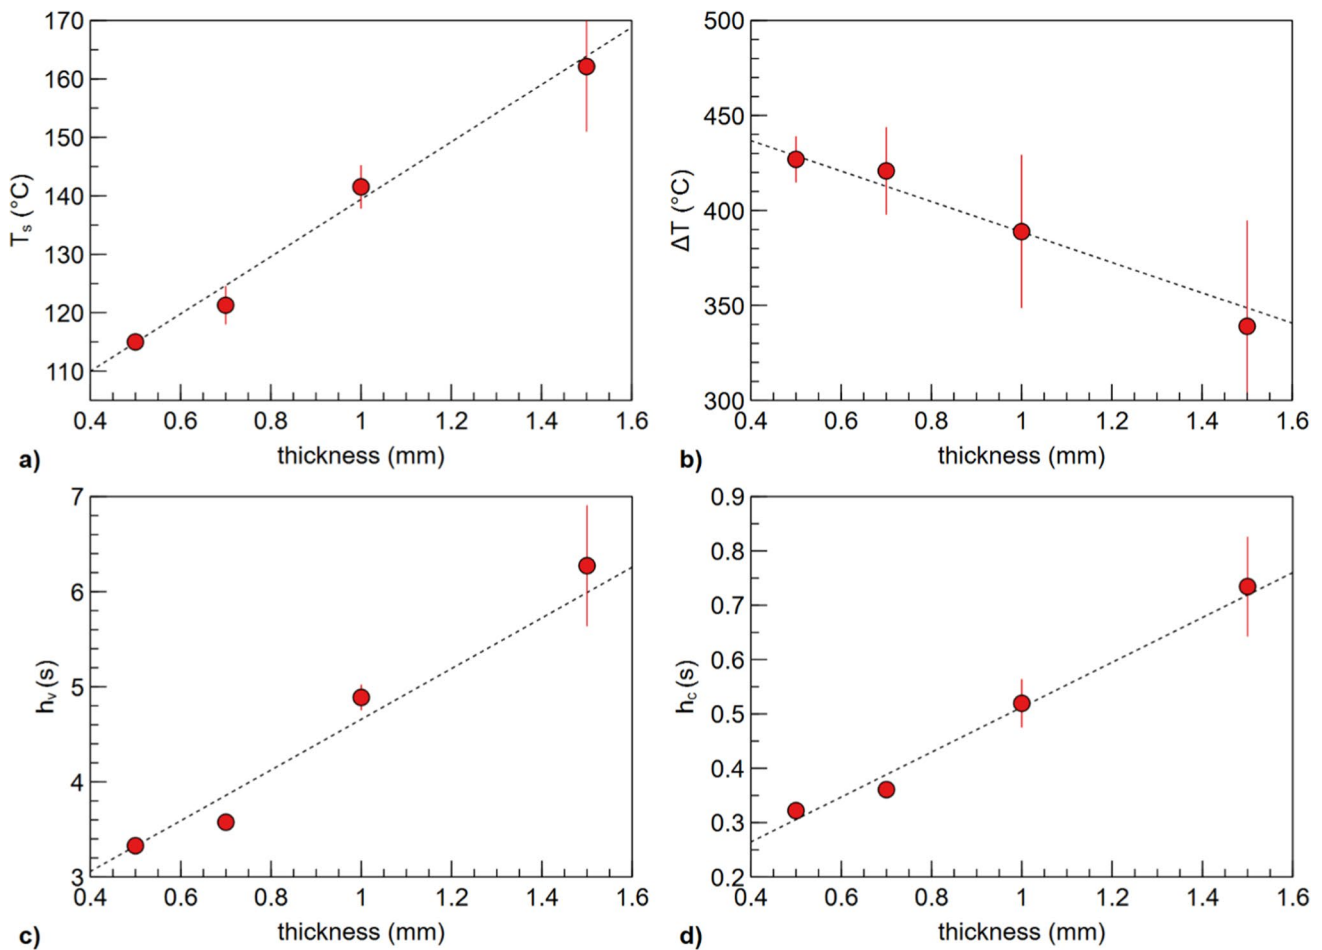 170
160
150
140
130
120
110
T_s (°C)
0.4 0.6 0.8 1 1.2 1.4 1.6
thickness (mm)
a)
500
450
400
350
300
ΔT (°C)
0.4 0.6 0.8 1 1.2 1.4 1.6
thickness (mm)
b)
7
6
5
4
3
h_v (s)
0.4 0.6 0.8 1 1.2 1.4 1.6
thickness (mm)
c)
0.9
0.8
0.7
0.6
0.5
0.4
0.3
0.2
h_c (s)
0.4 0.6 0.8 1 1.2 1.4 1.6
thickness (mm)
d)